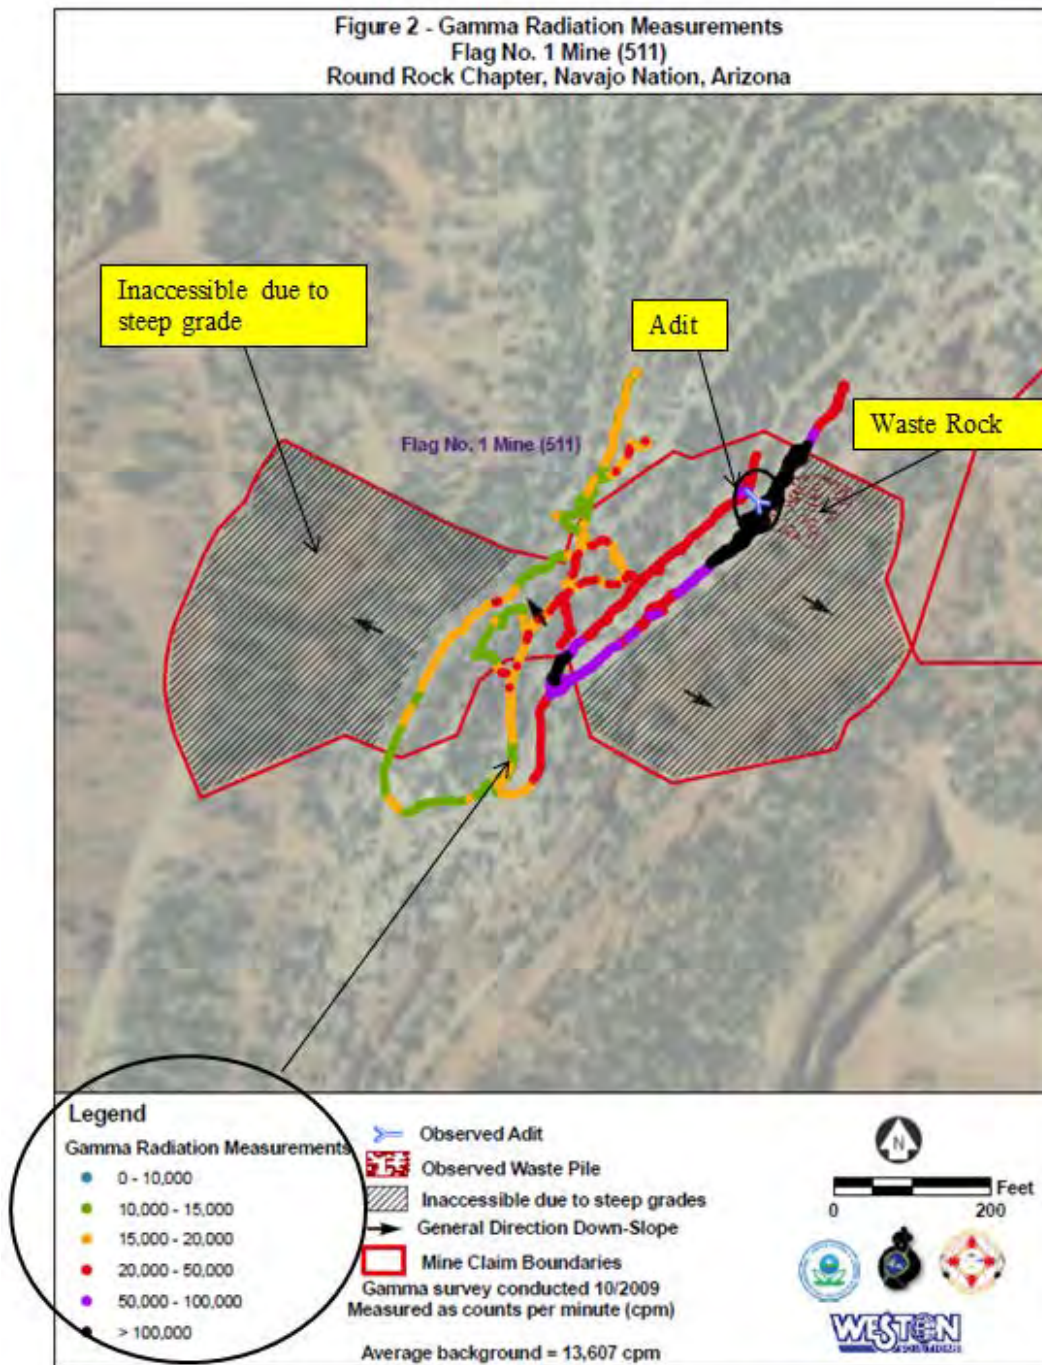 Figure 2 - Gamma Radiation Measurements
Flag No. 1 Mine (511)
Round Rock Chapter, Navajo Nation, Arizona
Inaccessible due to
steep grade
Adit
Waste Rock
Flag No. 1 Mine (511)
Legend
Gamma Radiation Measurements
0 - 10,000
10,000 - 15,000
15,000 - 20,000
20,000 - 50,000
50,000 - 100,000
> 100,000
Observed Adit
Observed Waste Pile
Inaccessible due to steep grades
General Direction Down-Slope
Mine Claim Boundaries
Gamma survey conducted 10/2009
Measured as counts per minute (cpm)
Average background = 13,607 cpm
N
Feet
0 200
WESTON
SOLUTIONS